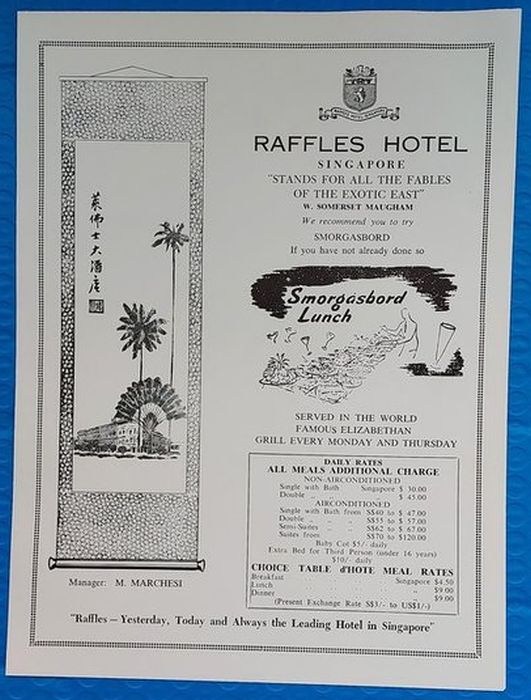 萊佛士大酒店
RAFFLES HOTEL
SINGAPORE
"STANDS FOR ALL THE FABLES
OF THE EXOTIC EAST"
W. SOMERSET MAUGHAM
We recommend you to try
SMORGASBORD
If you have not already done so
Smorgasbord
Lunch
SERVED IN THE WORLD
FAMOUS ELIZABETHAN
GRILL EVERY MONDAY AND THURSDAY
DAILY RATES
ALL MEALS ADDITIONAL CHARGE
NON-AIRCONDITIONED
Single with Bath Singapore $ 30.00
Double „ „ $ 45.00
AIRCONDITIONED
Single with Bath from S$40 to $ 47.00
Double „ „ „ S$55 to $ 57.00
Semi-Suites „ „ S$62 to $ 67.00
Suites from S$70 to $120.00
Baby Cot $5/- daily
Extra Bed for Third Person (under 16 years)
$10/- daily
CHOICE TABLE d'HOTE MEAL RATES
Breakfast Singapore $4.50
Lunch „ $9.00
Dinner „ $9.00
(Present Exchange Rate S$3/- to US$1/-)
Manager: M. MARCHESI
"Raffles — Yesterday, Today and Always the Leading Hotel in Singapore"